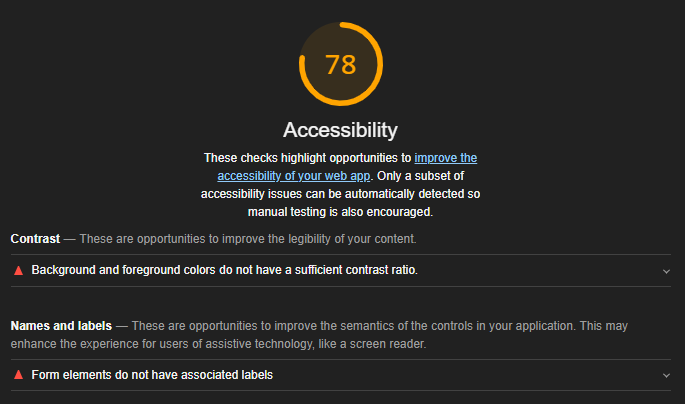 78
Accessibility
These checks highlight opportunities to improve the
accessibility of your web app. Only a subset of
accessibility issues can be automatically detected so
manual testing is also encouraged.
Contrast — These are opportunities to improve the legibility of your content.
Background and foreground colors do not have a sufficient contrast ratio.
Names and labels — These are opportunities to improve the semantics of the controls in your application. This may
enhance the experience for users of assistive technology, like a screen reader.
Form elements do not have associated labels